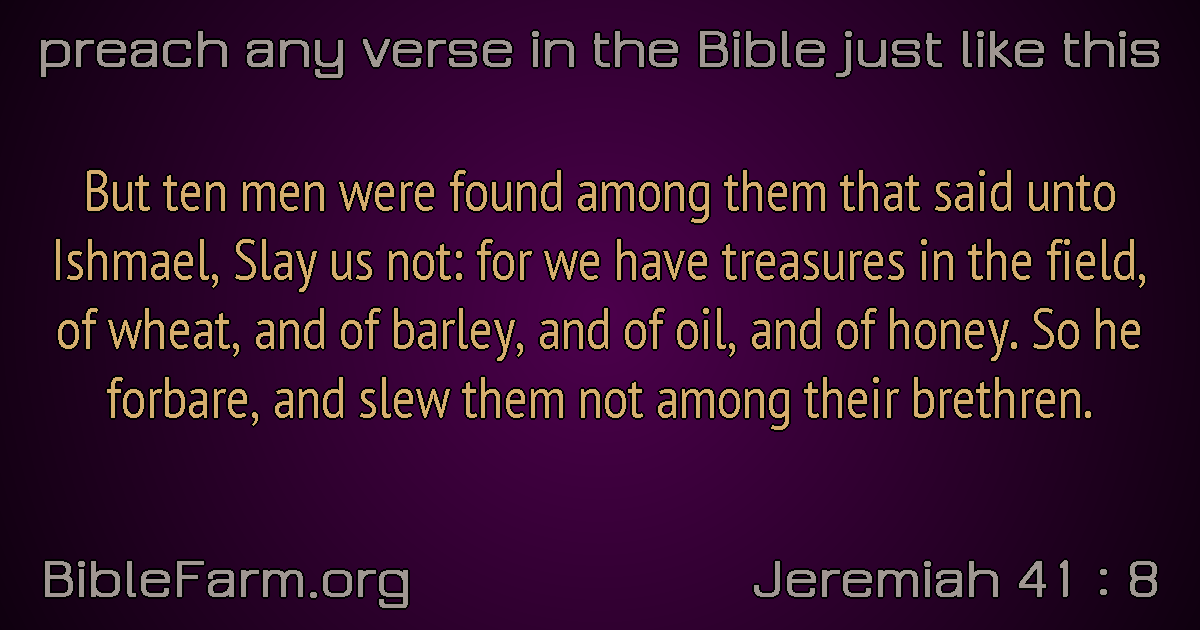 preach any verse in the Bible just like this
But ten men were found among them that said unto
Ishmael, Slay us not: for we have treasures in the field,
of wheat, and of barley, and of oil, and of honey. So he
forbare, and slew them not among their brethren.
BibleFarm.org
Jeremiah 41 : 8